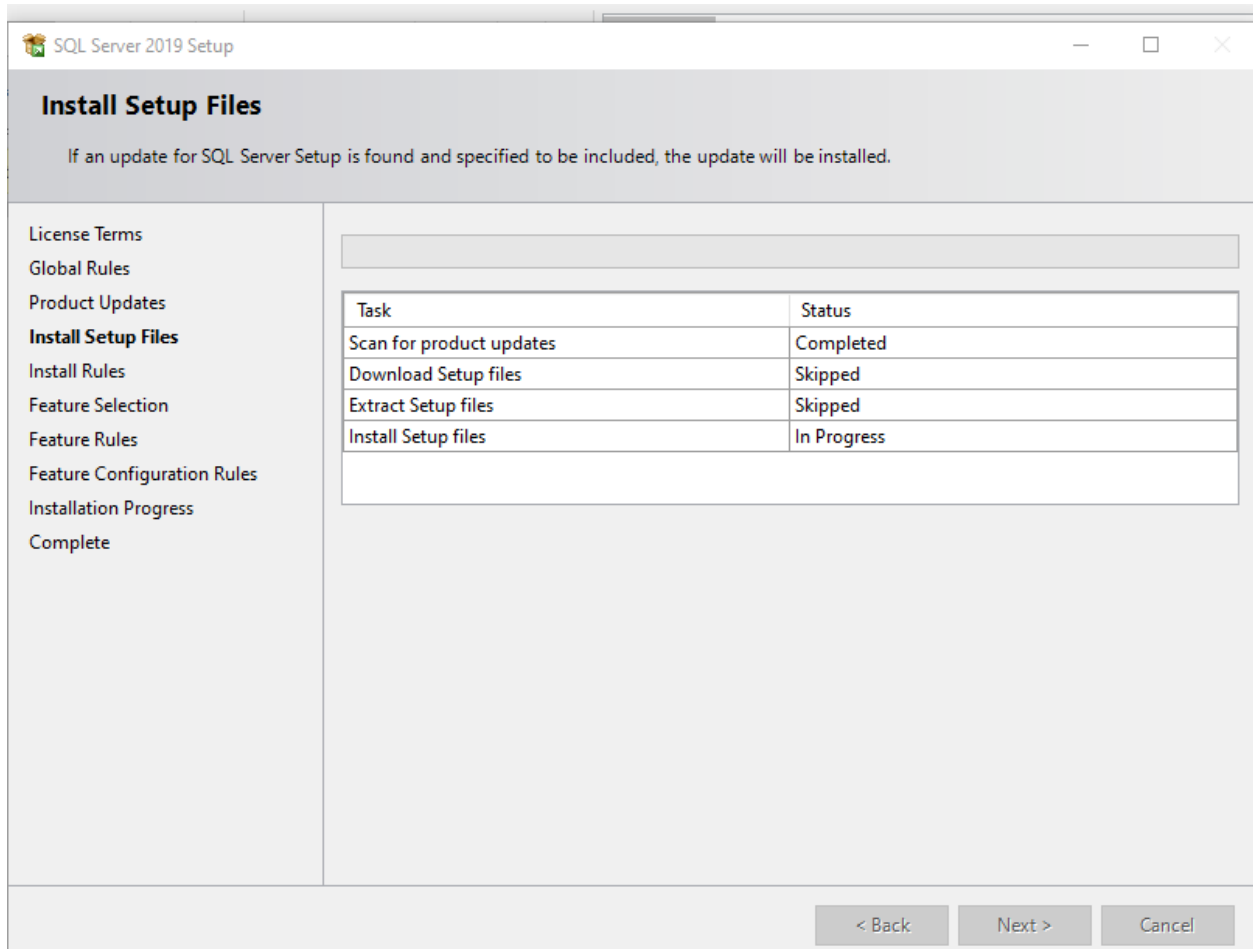 SQL Server 2019 Setup
Install Setup Files
If an update for SQL Server Setup is found and specified to be included, the update will be installed.
License Terms
Global Rules
Product Updates
Install Setup Files
Install Rules
Feature Selection
Feature Rules
Feature Configuration Rules
Installation Progress
Complete
Task Status
Scan for product updates Completed
Download Setup files Skipped
Extract Setup files Skipped
Install Setup files In Progress
< Back Next > Cancel